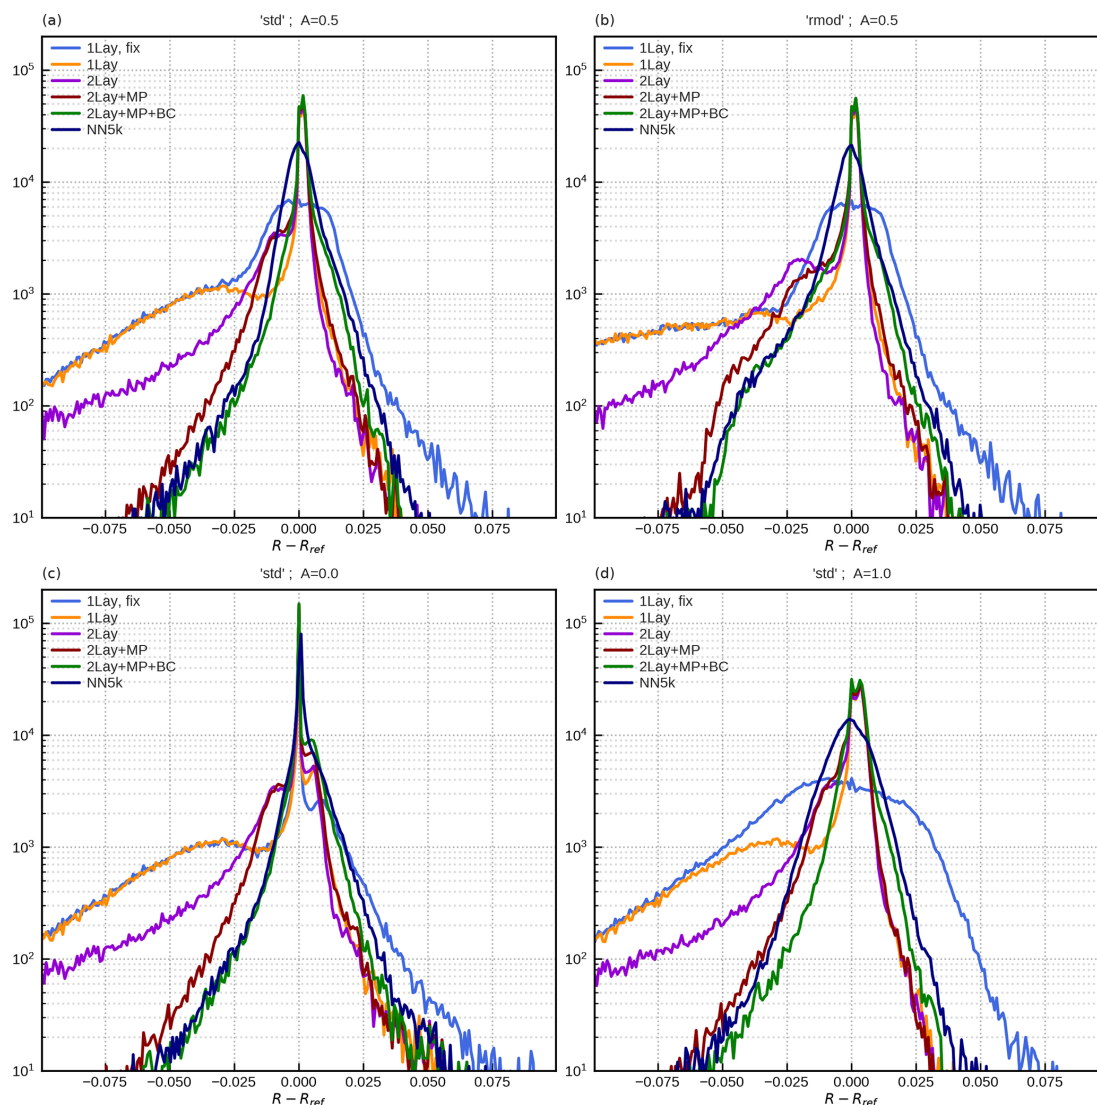 (a) 'std' ; A=0.5
1Lay, fix
1Lay
2Lay
2Lay+MP
2Lay+MP+BC
NN5k
10^5
10^4
10^3
10^2
10^1
−0.075 −0.050 −0.025 0.000 0.025 0.050 0.075
R − R_ref
(b) 'rmod' ; A=0.5
1Lay, fix
1Lay
2Lay
2Lay+MP
2Lay+MP+BC
NN5k
10^5
10^4
10^3
10^2
10^1
−0.075 −0.050 −0.025 0.000 0.025 0.050 0.075
R − R_ref
(c) 'std' ; A=0.0
1Lay, fix
1Lay
2Lay
2Lay+MP
2Lay+MP+BC
NN5k
10^5
10^4
10^3
10^2
10^1
−0.075 −0.050 −0.025 0.000 0.025 0.050 0.075
R − R_ref
(d) 'std' ; A=1.0
1Lay, fix
1Lay
2Lay
2Lay+MP
2Lay+MP+BC
NN5k
10^5
10^4
10^3
10^2
10^1
−0.075 −0.050 −0.025 0.000 0.025 0.050 0.075
R − R_ref